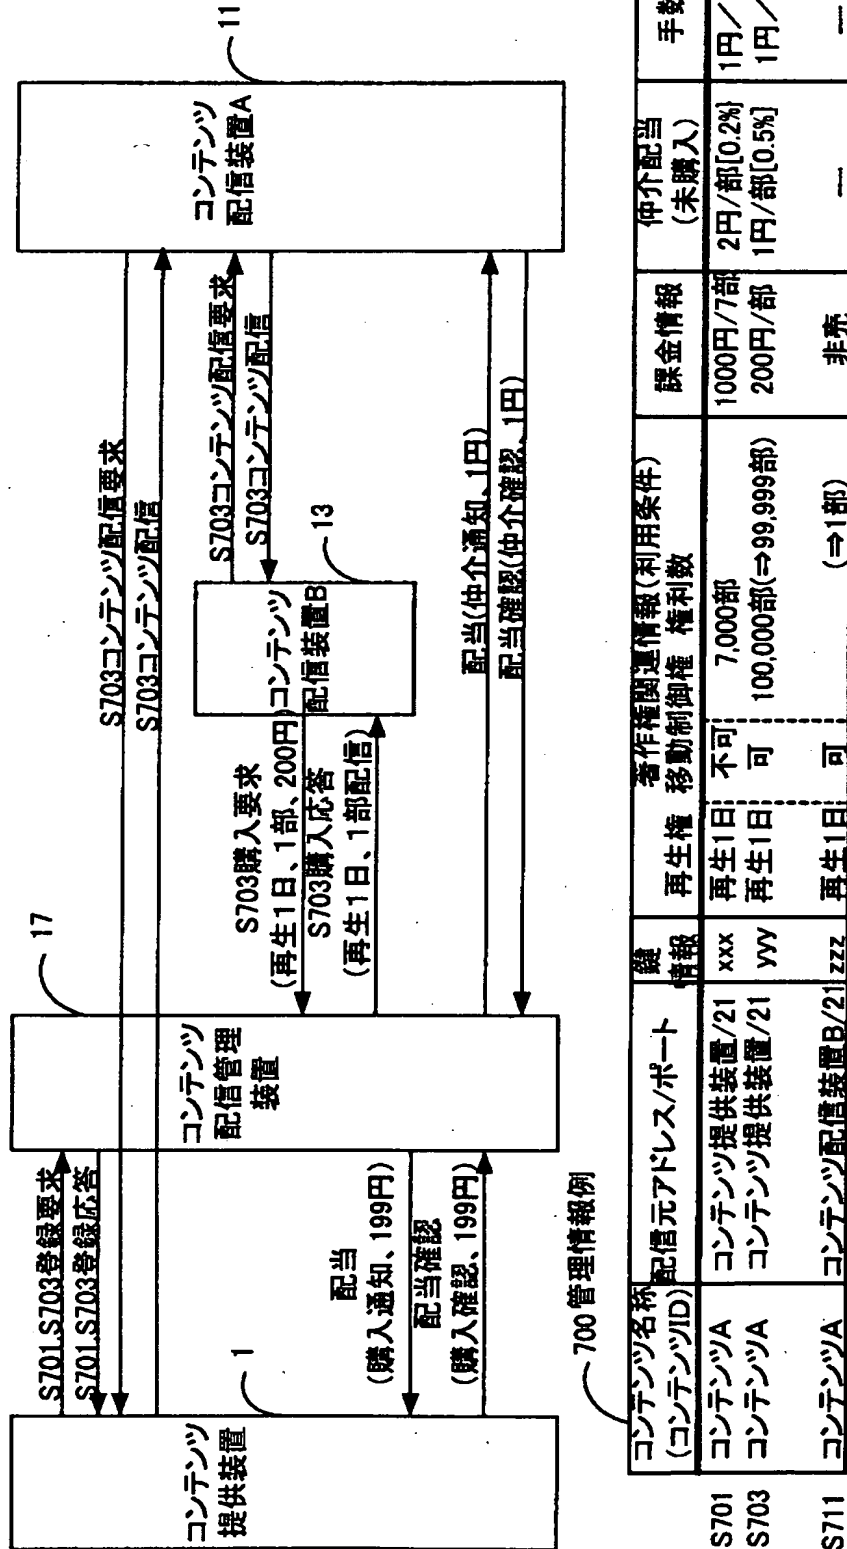 コンテンツ
提供装置
1
コンテンツ
配信管理
装置
17
コンテンツ
配信装置B
13
コンテンツ
配信装置A
11
S701,S703登録要求
S701,S703登録応答
S703コンテンツ配信要求
S703コンテンツ配信
S703コンテンツ配信要求
S703コンテンツ配信
S703購入要求
(再生1日、1部、200円)
S703購入応答
(再生1日、1部配信)
配当
(購入通知、199円)
配当確認
(購入確認、199円)
配当(仲介通知、1円)
配当確認(仲介確認、1円)
700管理情報例
コンテンツ名称
(コンテンツID)
配信元アドレス/ポート
鍵
情報
著作権関連情報(利用条件)
再生権 移動制御権 権利数
課金情報
仲介配当
(未購入)
手数
S701 コンテンツA コンテンツ提供装置/21 xxx 再生1日 不可 7,000部 1000円/7部 2円/部[0.2%] 1円/
S703 コンテンツA コンテンツ提供装置/21 yyy 再生1日 可 100,000部(⇒99,999部) 200円/部 1円/部[0.5%] 1円/
S711 コンテンツA コンテンツ配信装置B/21 zzz 再生1日 可 (⇒1部) 非売 — —